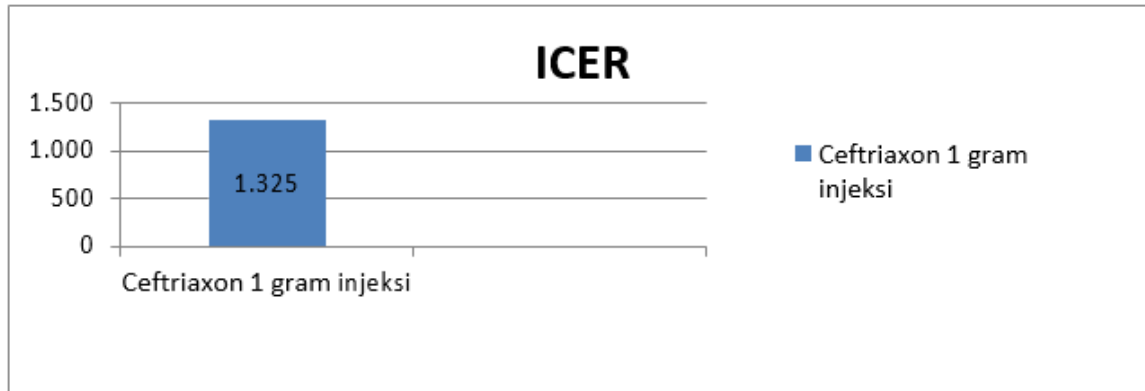 ICER
1.500
1.000
500
0
1.325
Ceftriaxon 1 gram injeksi
Ceftriaxon 1 gram
injeksi